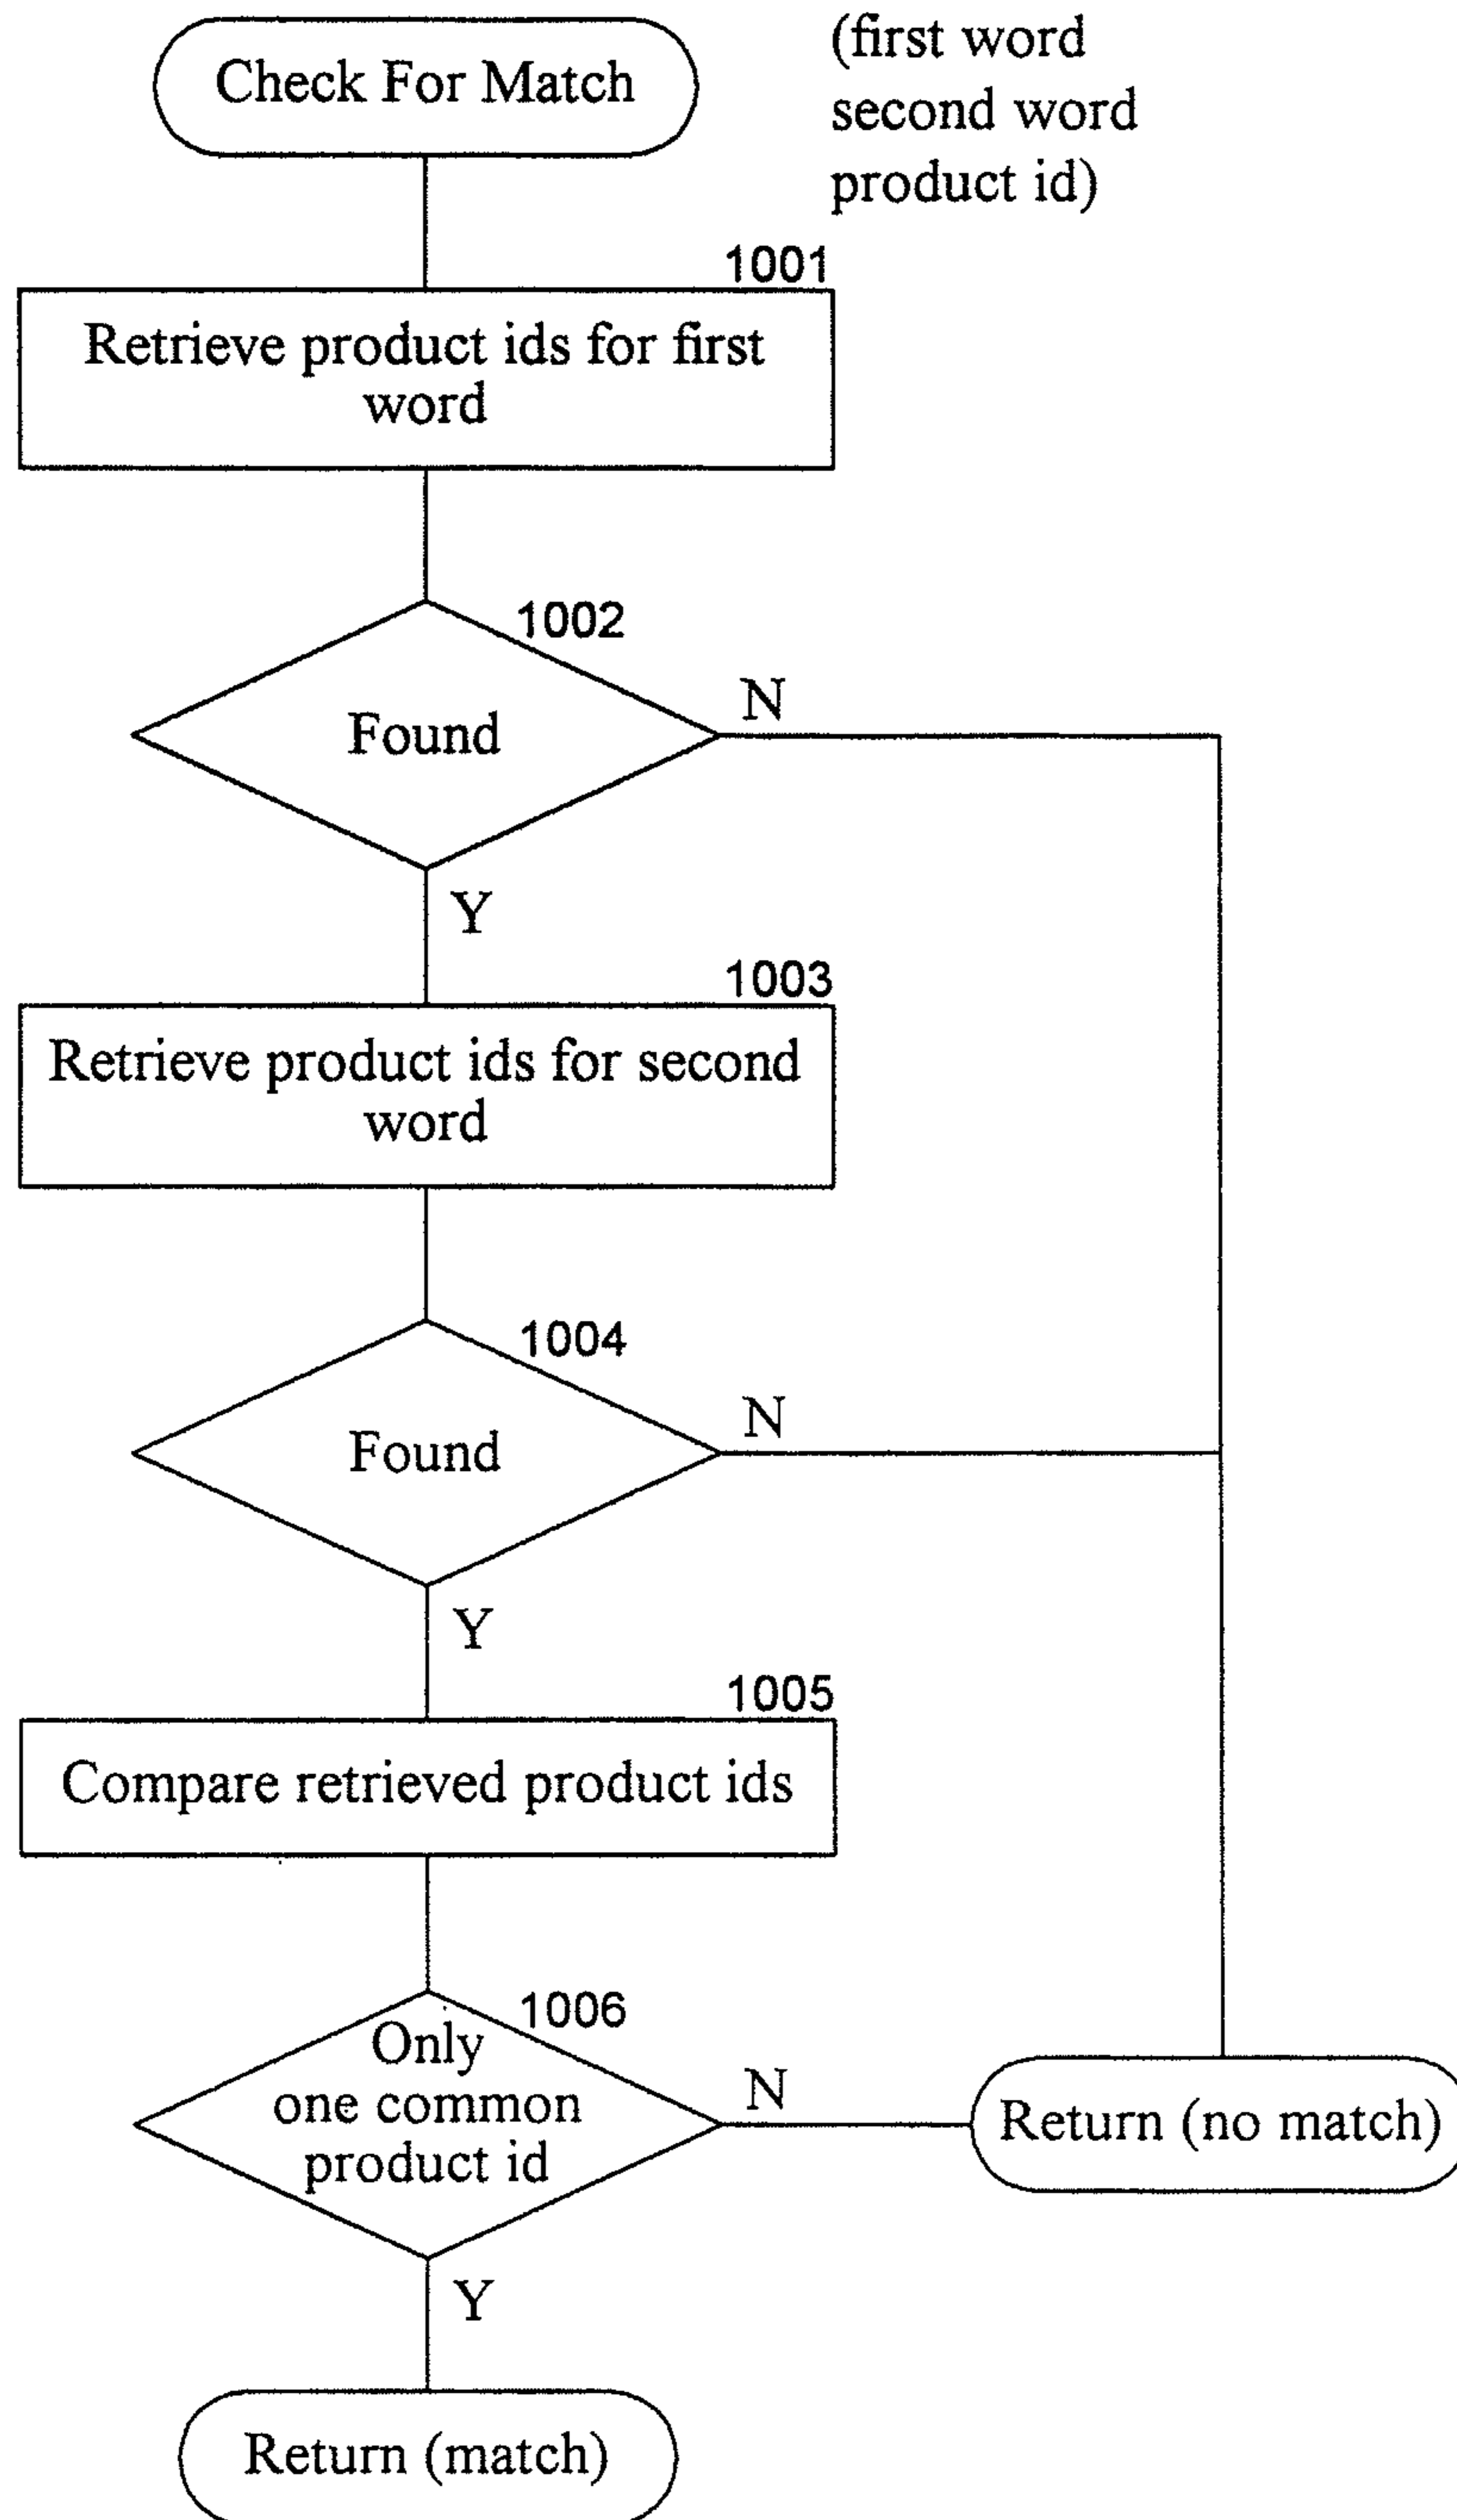 Check For Match
(first word
second word
product id)
1001
Retrieve product ids for first
word
1002
Found
N
Y
1003
Retrieve product ids for second
word
1004
Found
N
Y
1005
Compare retrieved product ids
1006
Only
one common
product id
N
Return (no match)
Y
Return (match)